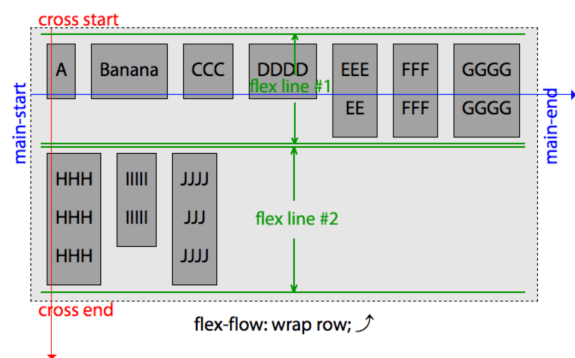 cross start
A Banana CCC DDDD EEE FFF GGGG
flex line #1
EE FFF GGGG
main-start
main-end
HHH IIIII JJJJ
HHH IIIII JJJ
flex line #2
HHH JJJJ
cross end
flex-flow: wrap row;